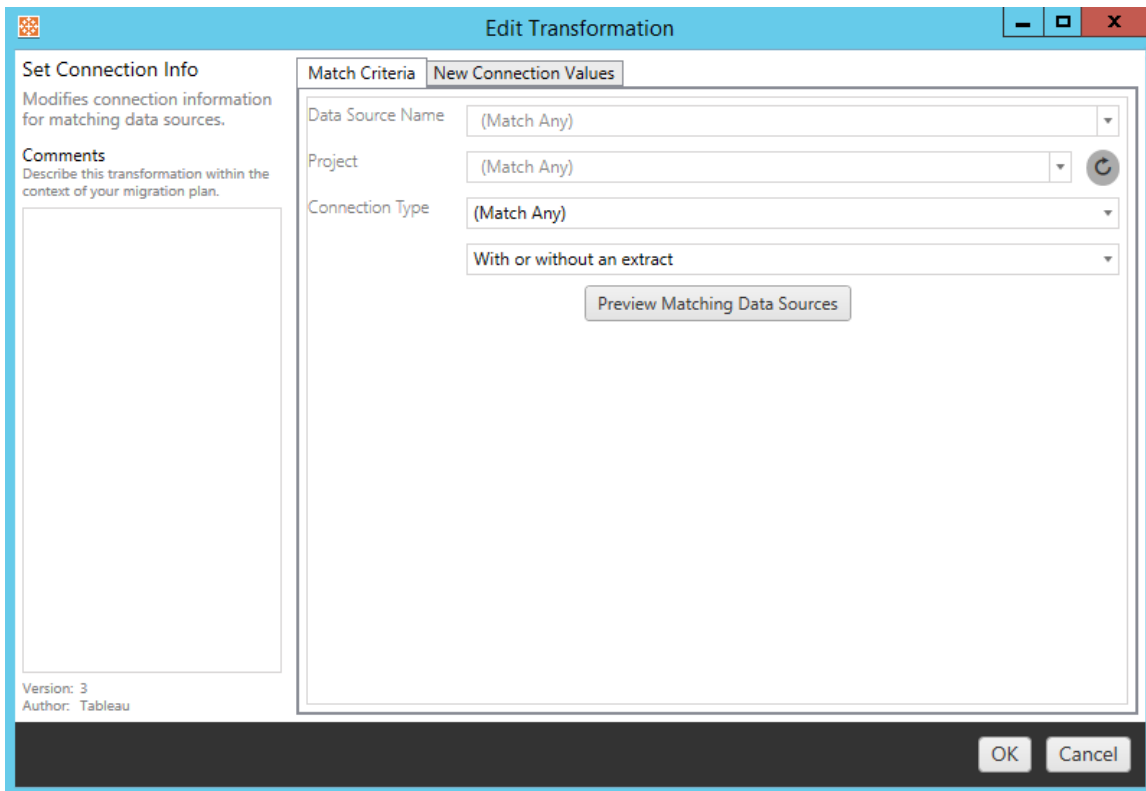 Edit Transformation
Set Connection Info
Modifies connection information
for matching data sources.
Comments
Describe this transformation within the
context of your migration plan.
Version: 3
Author: Tableau
Match Criteria
New Connection Values
Data Source Name
(Match Any)
Project
(Match Any)
Connection Type
(Match Any)
With or without an extract
Preview Matching Data Sources
OK
Cancel